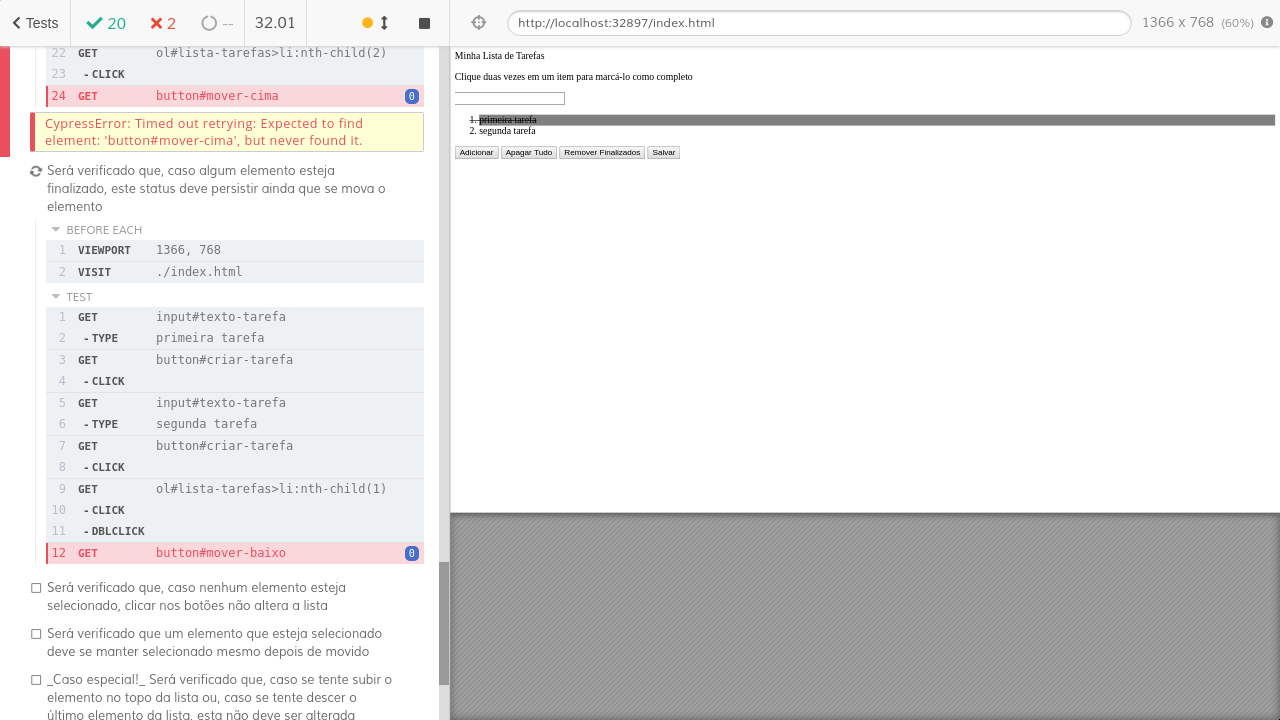 Tests 20 2 -- 32.01
http://localhost:32897/index.html 1366 x 768 (60%)
22 GET ol#lista-tarefas>li:nth-child(2)
23 - CLICK
24 GET button#mover-cima 0
CypressError: Timed out retrying: Expected to find
element: 'button#mover-cima', but never found it.
Será verificado que, caso algum elemento esteja
finalizado, este status deve persistir ainda que se mova o
elemento
BEFORE EACH
1 VIEWPORT 1366, 768
2 VISIT ./index.html
TEST
1 GET input#texto-tarefa
2 - TYPE primeira tarefa
3 GET button#criar-tarefa
4 - CLICK
5 GET input#texto-tarefa
6 - TYPE segunda tarefa
7 GET button#criar-tarefa
8 - CLICK
9 GET ol#lista-tarefas>li:nth-child(1)
10 - CLICK
11 - DBLCLICK
12 GET button#mover-baixo 0
Será verificado que, caso nenhum elemento esteja
selecionado, clicar nos botões não altera a lista
Será verificado que um elemento que esteja selecionado
deve se manter selecionado mesmo depois de movido
_Caso especial!_ Será verificado que, caso se tente subir o
elemento no topo da lista ou, caso se tente descer o
último elemento da lista, esta não deve ser alterada
Minha Lista de Tarefas
Clique duas vezes em um item para marcá-lo como completo
1. primeira tarefa
2. segunda tarefa
Adicionar Apagar Tudo Remover Finalizados Salvar